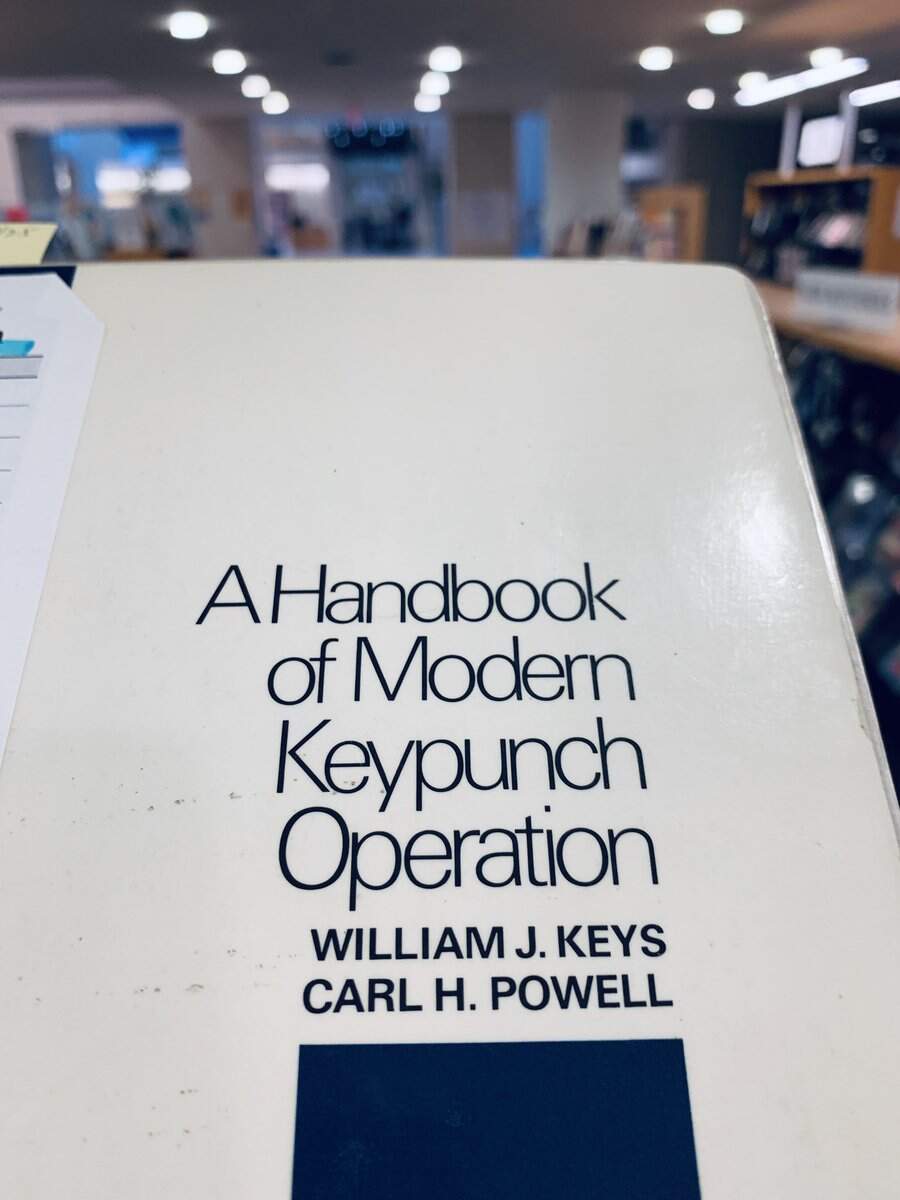 A Handbook
of Modern
Keypunch
Operation
WILLIAM J. KEYS
CARL H. POWELL